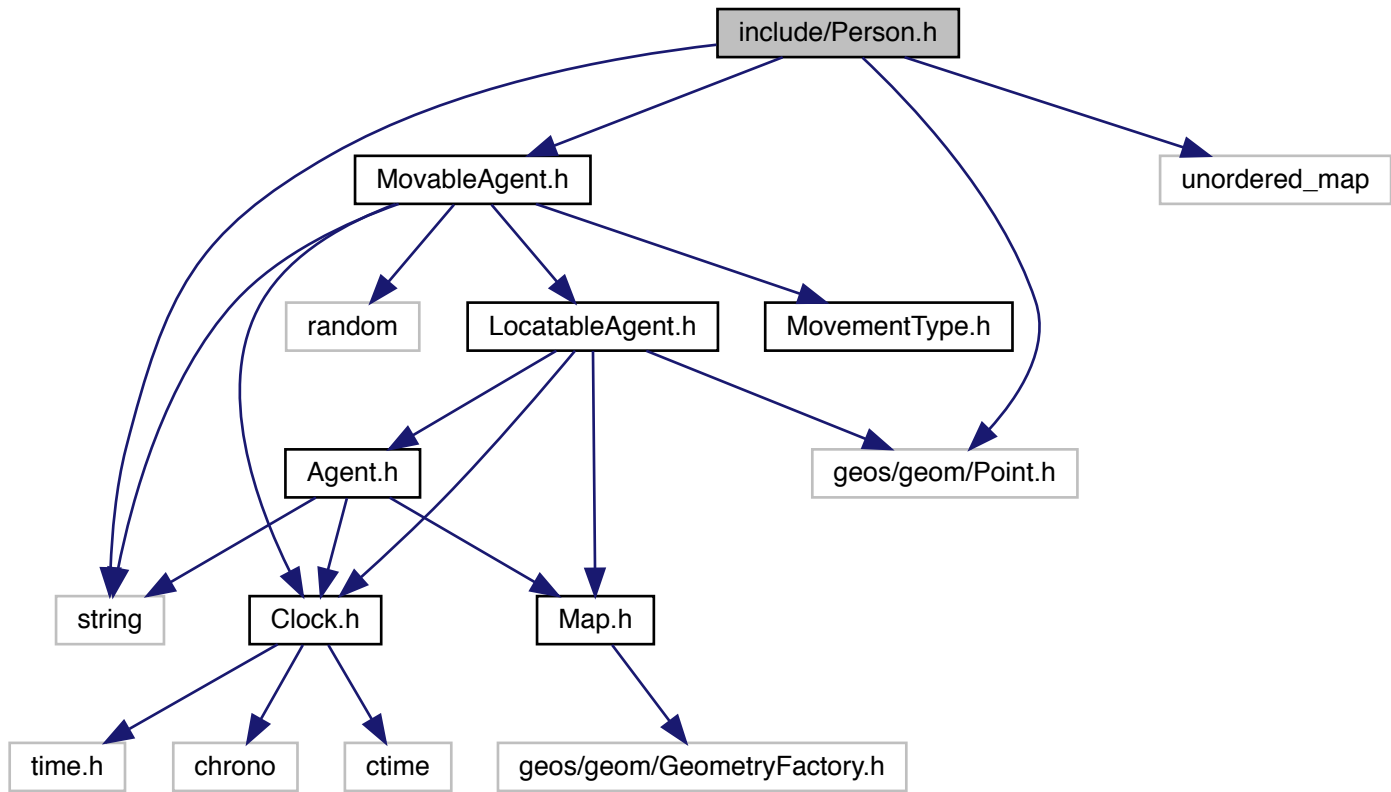 include/Person.h
MovableAgent.h
unordered_map
random
LocatableAgent.h
MovementType.h
Agent.h
geos/geom/Point.h
string
Clock.h
Map.h
time.h
chrono
ctime
geos/geom/GeometryFactory.h